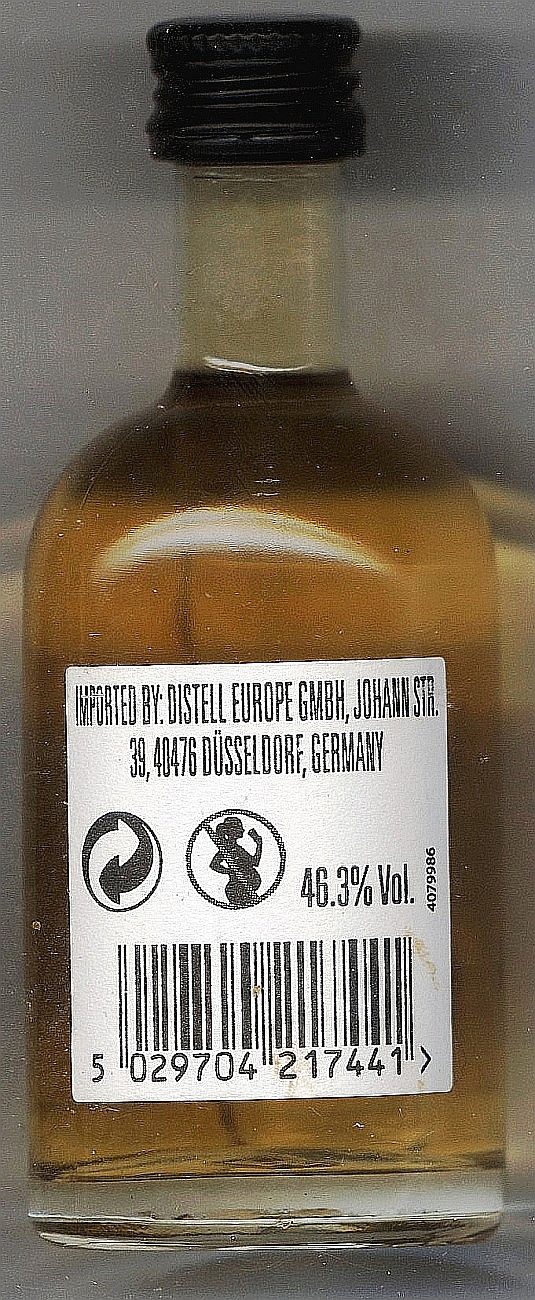 IMPORTED BY: DISTELL EUROPE GMBH, JOHANN STR.
39, 40476 DÜSSELDORF, GERMANY
46.3% Vol.
4079986
5 029704 217441 >